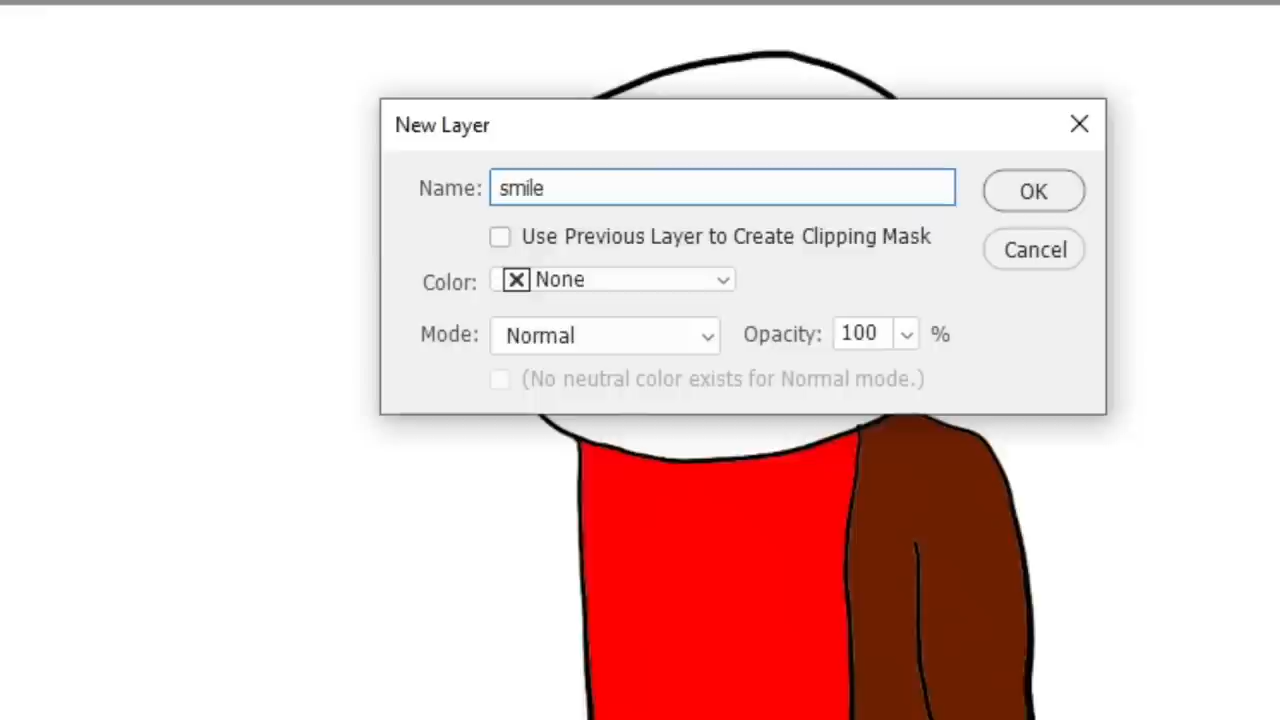 New Layer
Name: smile
OK
Use Previous Layer to Create Clipping Mask
Cancel
Color: None
Mode: Normal Opacity: 100 %
(No neutral color exists for Normal mode.)